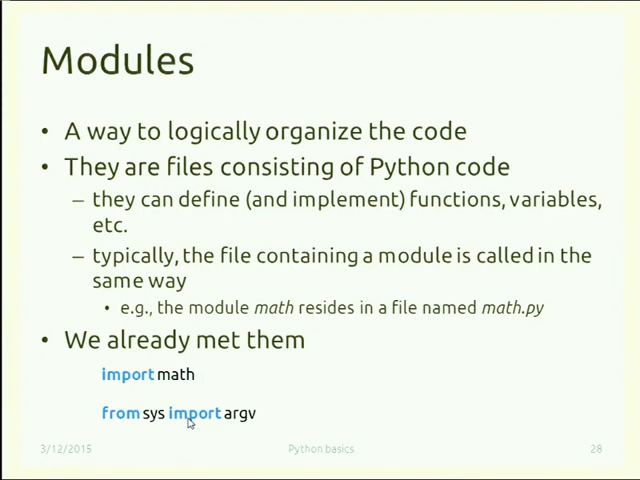 Modules
• A way to logically organize the code
• They are files consisting of Python code
– they can define (and implement) functions, variables,
etc.
– typically, the file containing a module is called in the
same way
• e.g., the module math resides in a file named math.py
• We already met them
import math
from sys import argv
3/12/2015 Python basics 28